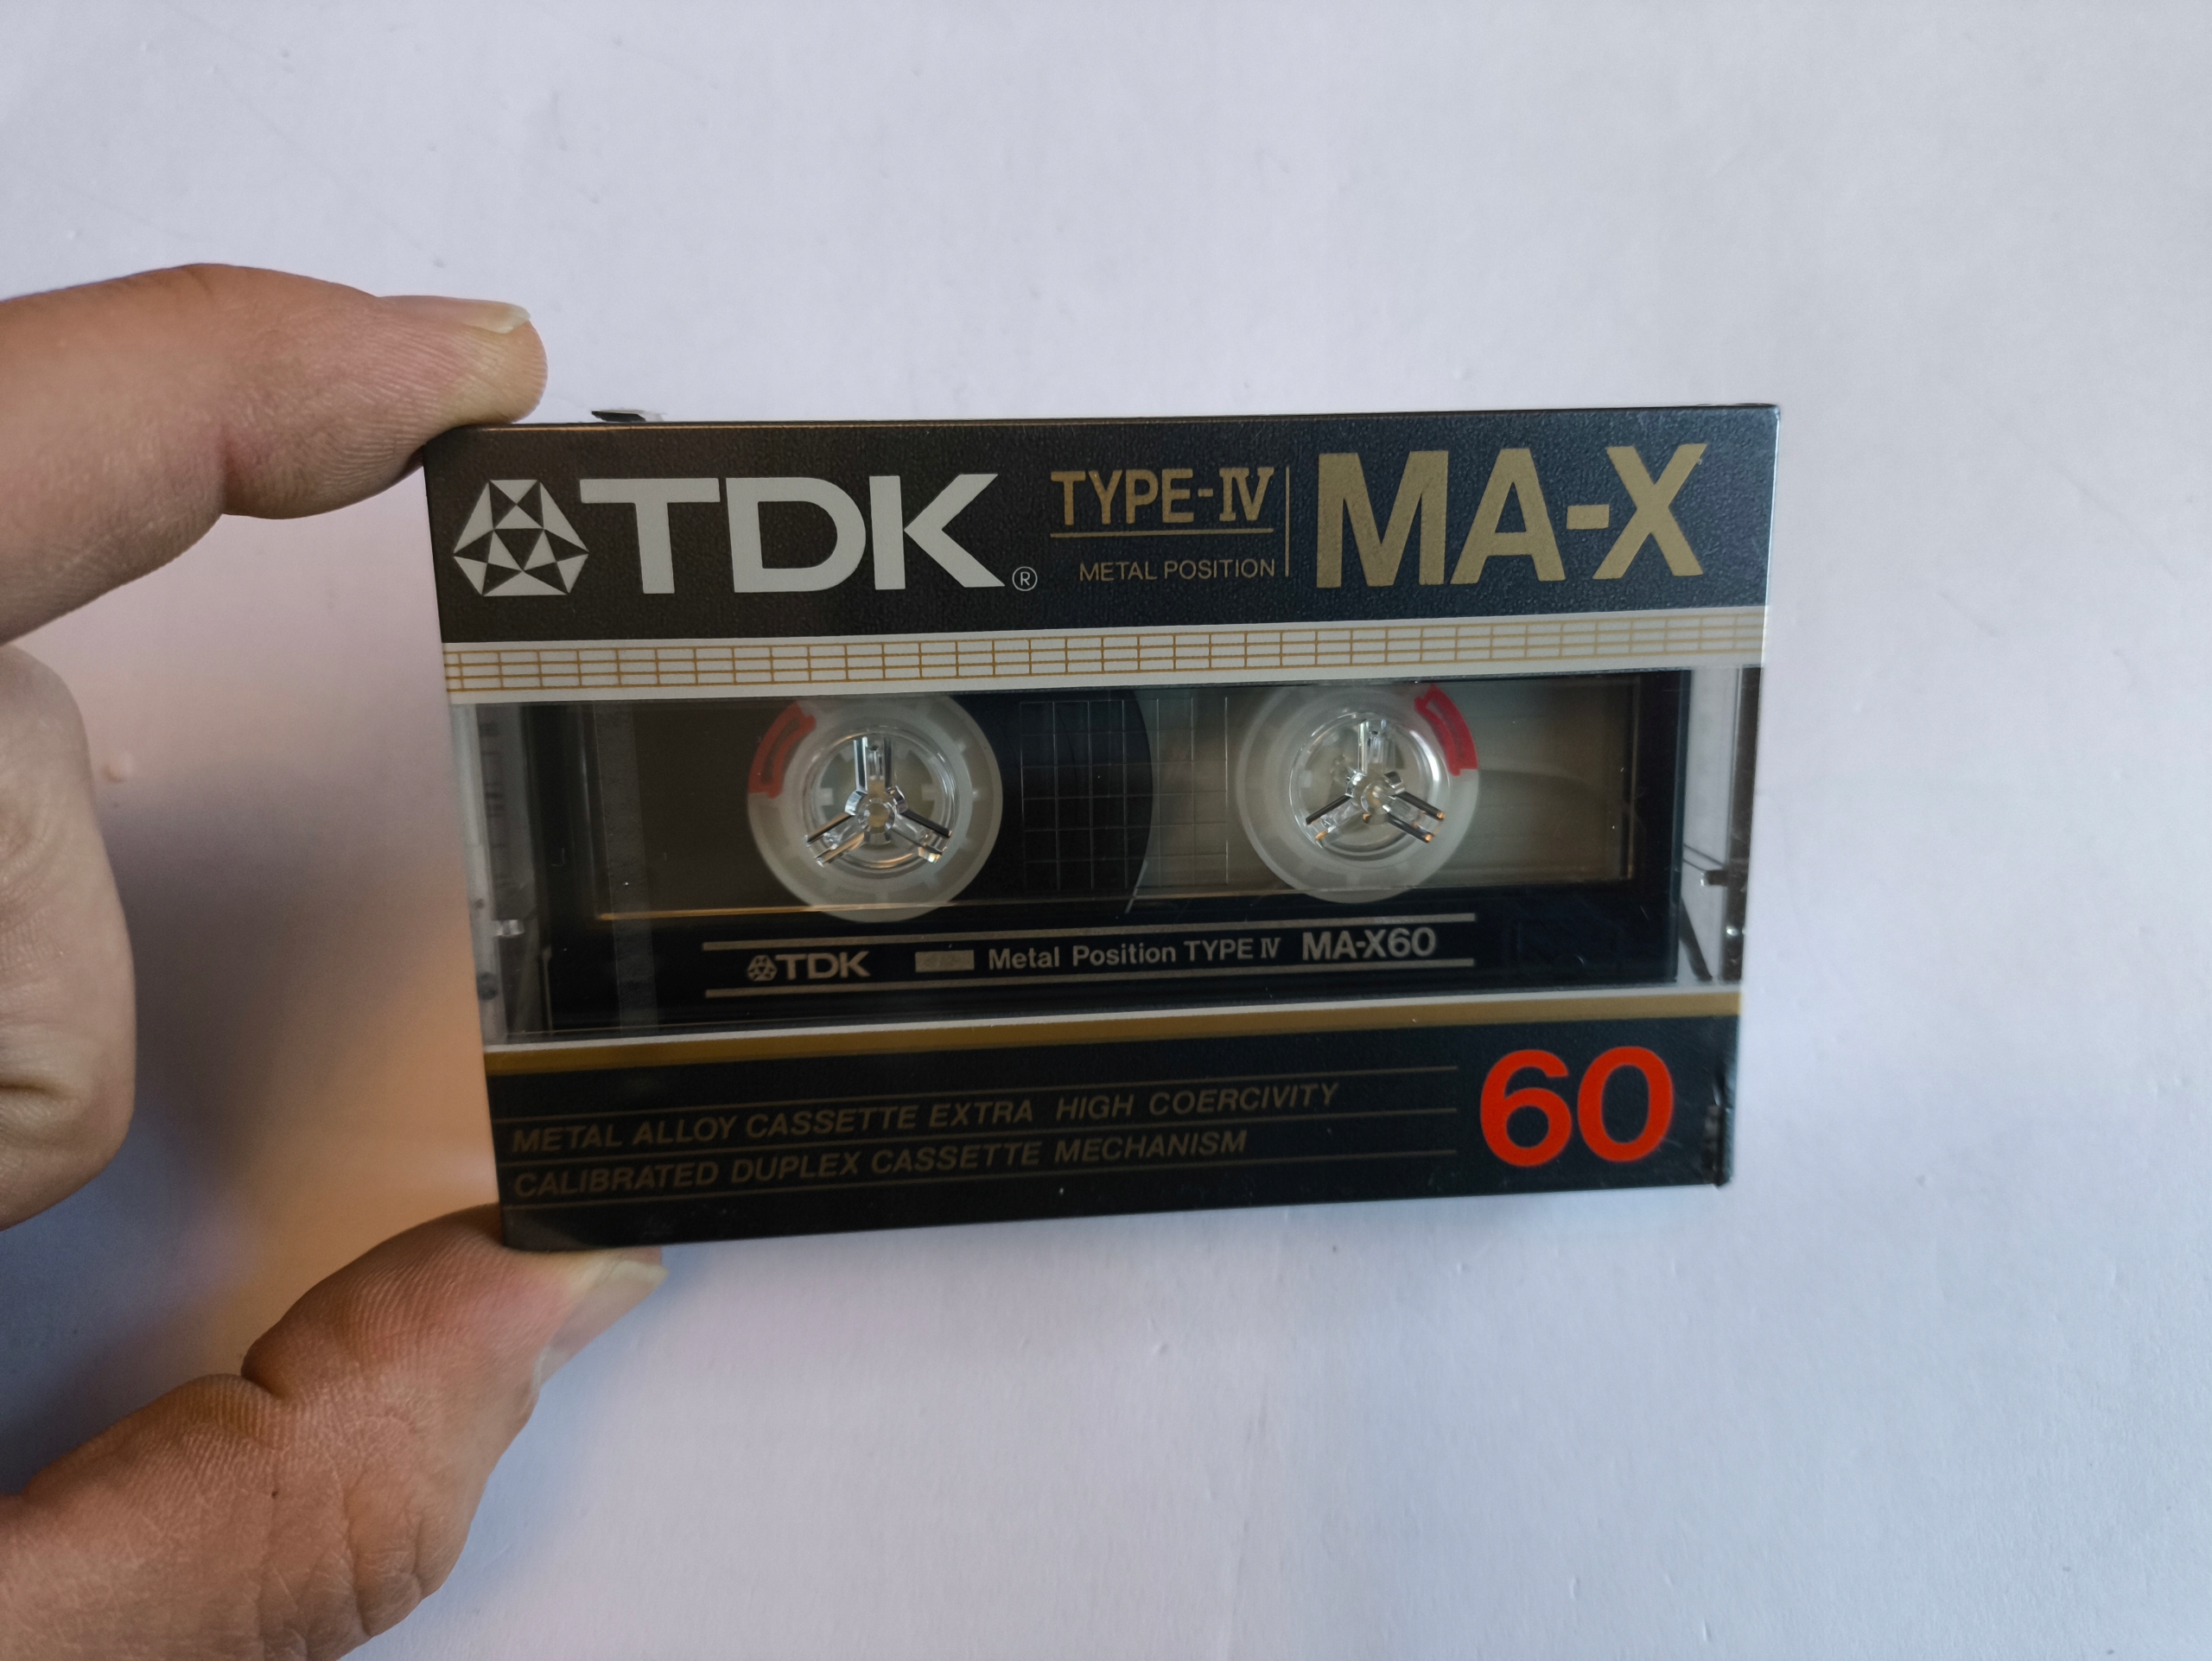 TDK® TYPE-IV METAL POSITION MA-X
TDK Metal Position TYPE IV MA-X60
METAL ALLOY CASSETTE EXTRA HIGH COERCIVITY
CALIBRATED DUPLEX CASSETTE MECHANISM
60